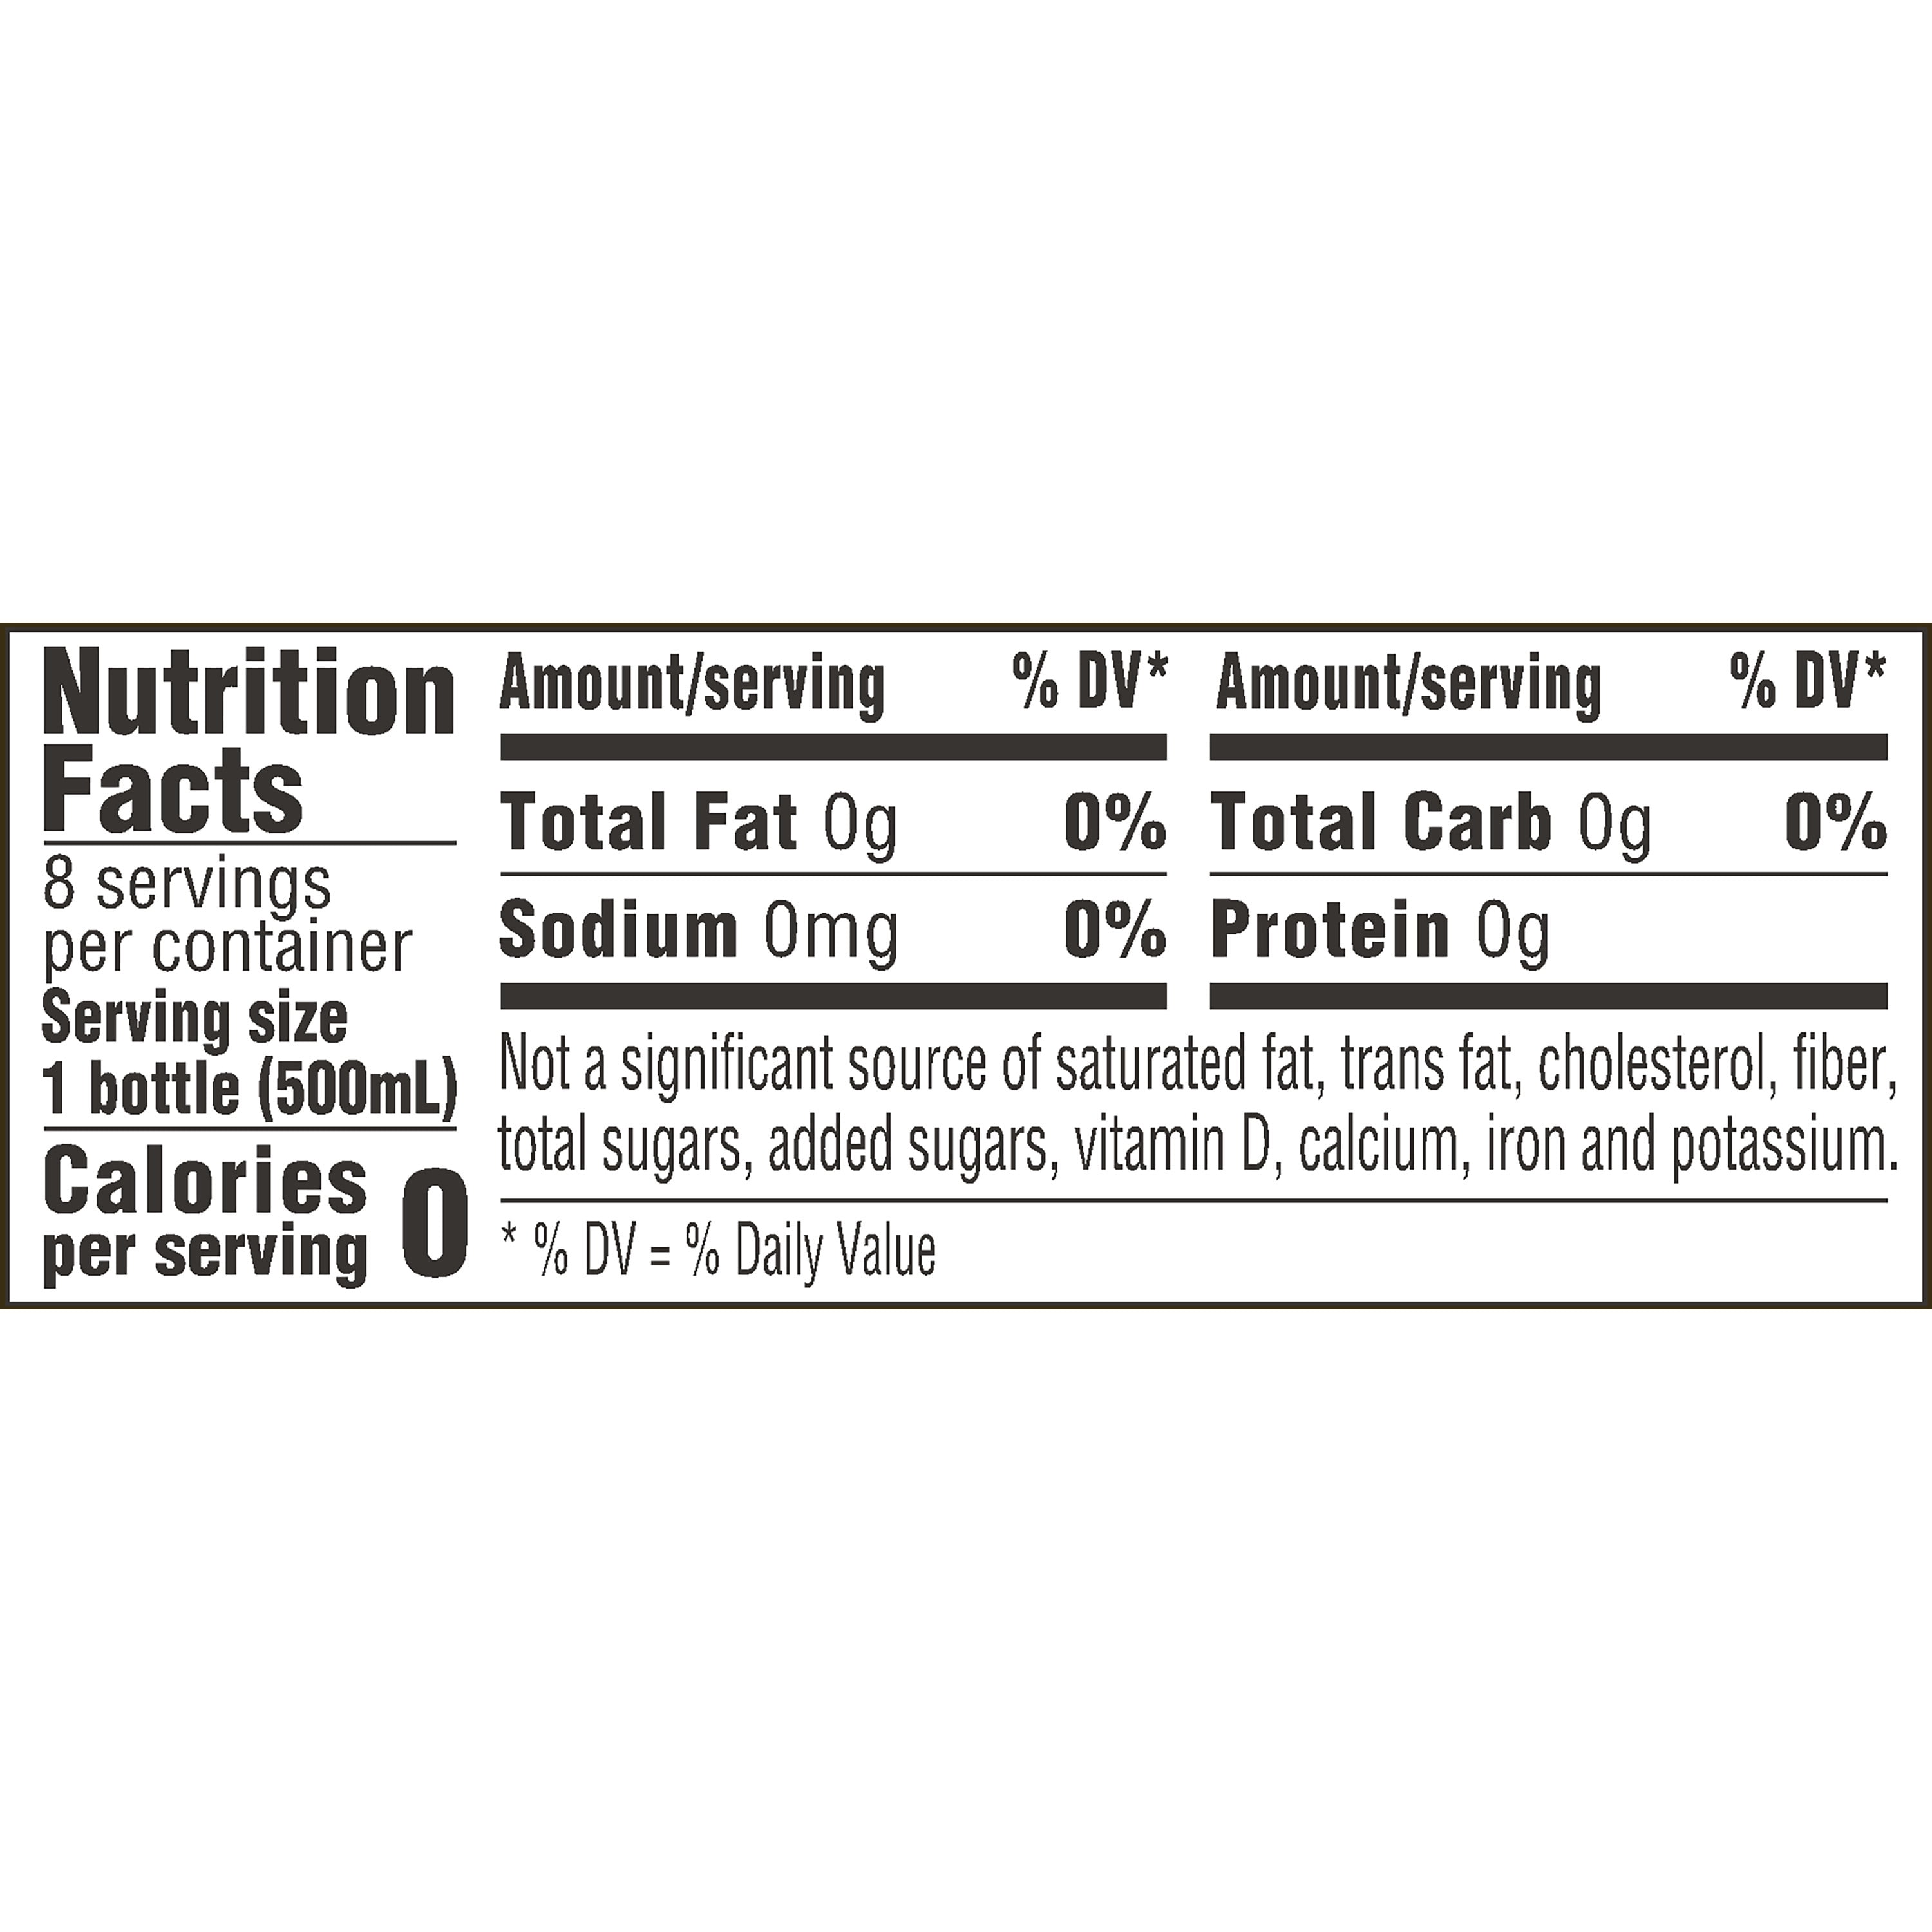 Nutrition
Facts
8 servings
per container
Serving size
1 bottle (500mL)
Calories
per serving 0
Amount/serving % DV*
Total Fat 0g 0%
Sodium 0mg 0%
Amount/serving % DV*
Total Carb 0g 0%
Protein 0g
Not a significant source of saturated fat, trans fat, cholesterol, fiber,
total sugars, added sugars, vitamin D, calcium, iron and potassium.
* % DV = % Daily Value